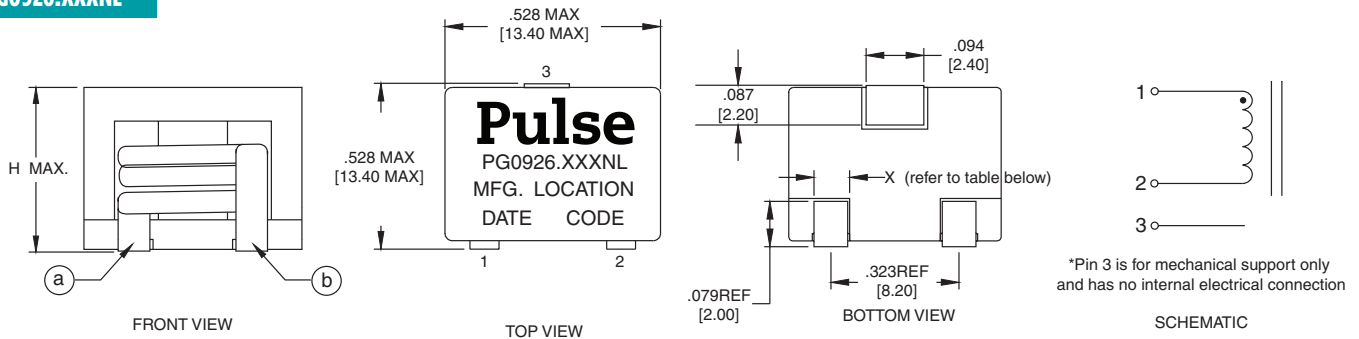 H MAX.
a
b
FRONT VIEW
.528 MAX
[13.40 MAX]
3
.528 MAX
[13.40 MAX]
Pulse
PG0926.XXXNL
MFG. LOCATION
DATE CODE
1
2
TOP VIEW
.094
[2.40]
.087
[2.20]
X (refer to table below)
.323REF
[8.20]
.079REF
[2.00]
BOTTOM VIEW
1
2
3
*Pin 3 is for mechanical support only
and has no internal electrical connection
SCHEMATIC